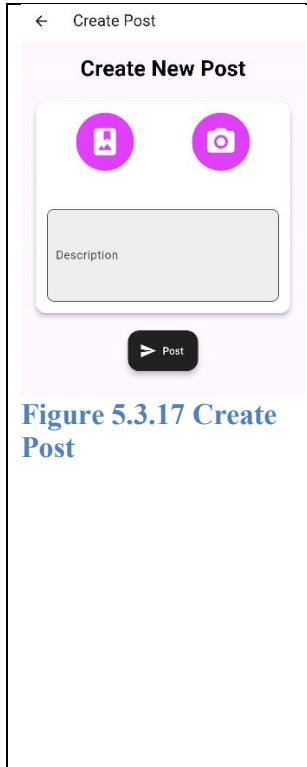 Create Post
Create New Post
Description
Post
Figure 5.3.17 Create
Post